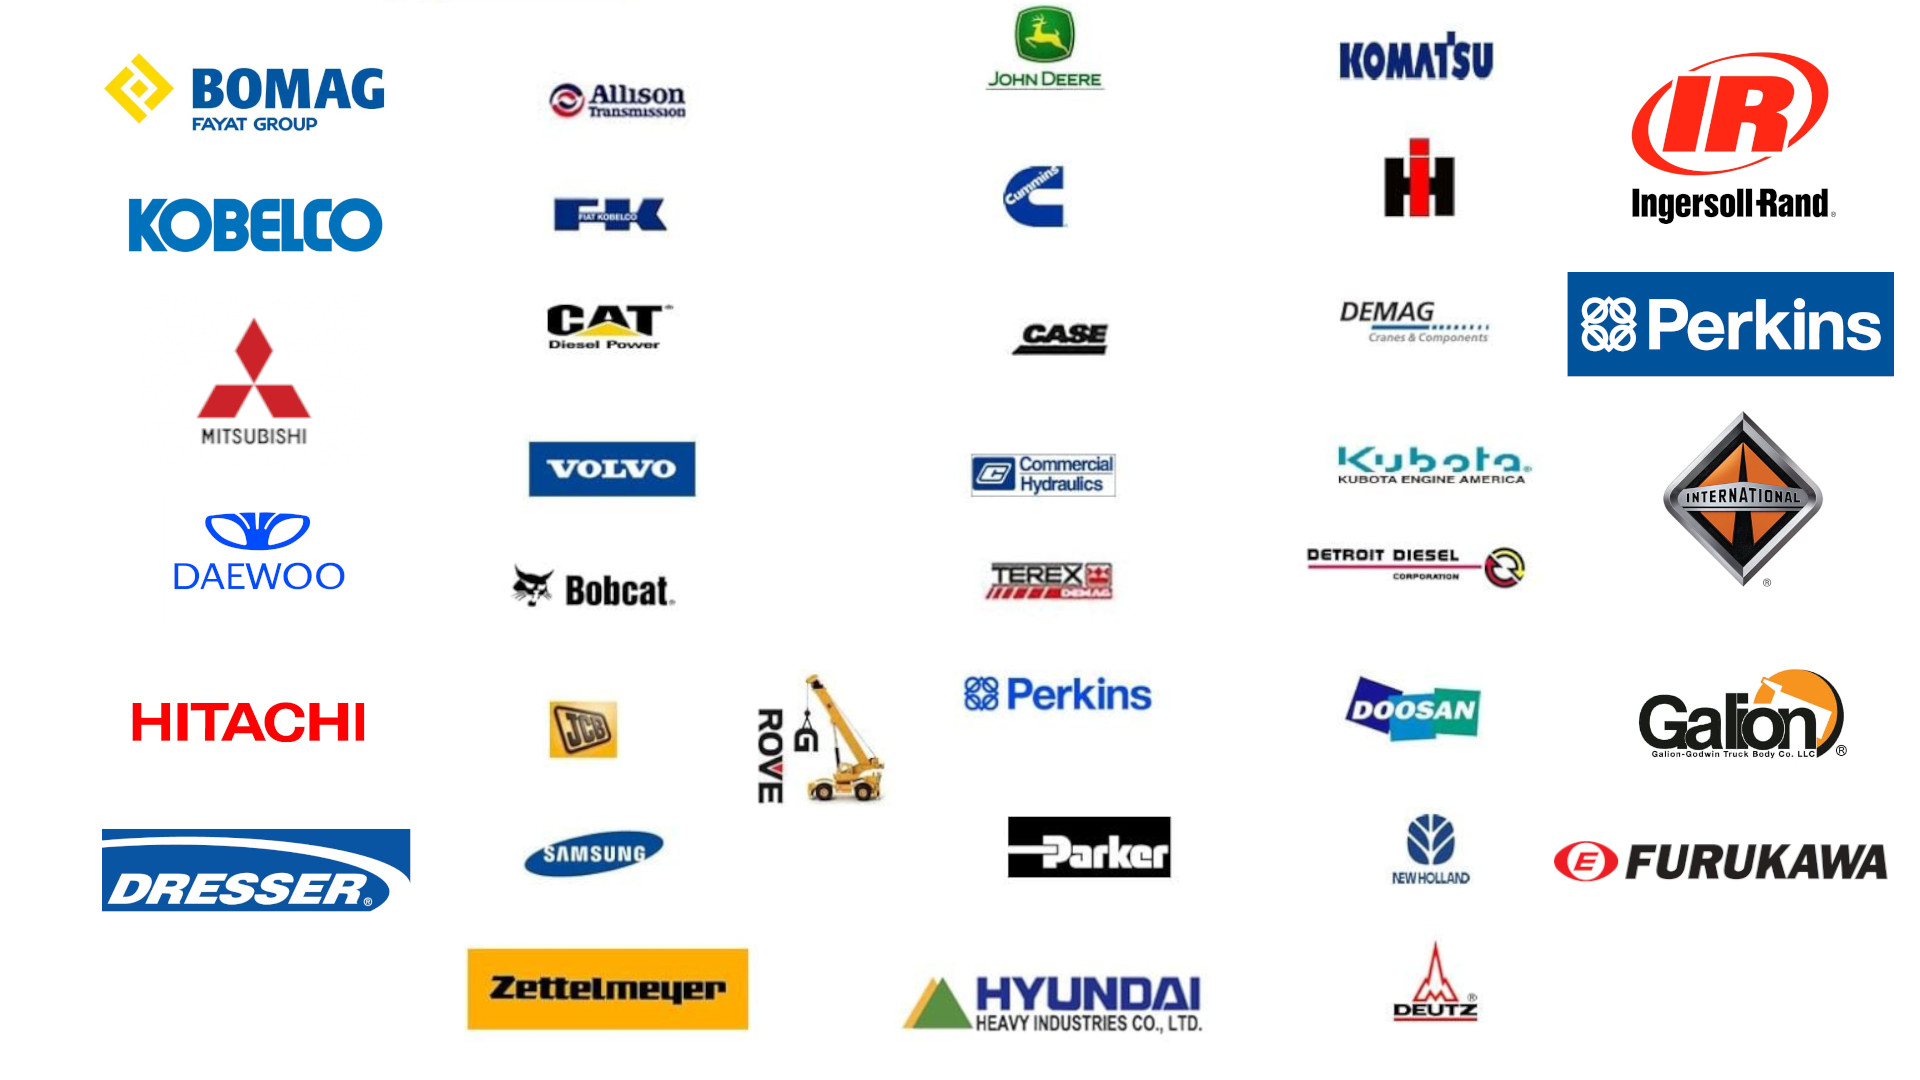 BOMAG
FAYAT GROUP
KOBELCO
MITSUBISHI
DAEWOO
HITACHI
DRESSER®
Allison
Transmission
FK
FIAT KOBELCO
CAT
Diesel Power
VOLVO
Bobcat®
JCB
SAMSUNG
Zettelmeyer
GROVE
JOHN DEERE
Cummins
CASE
C
Commercial
Hydraulics
TEREX
DEMAG
Perkins
Parker
HYUNDAI
HEAVY INDUSTRIES CO., LTD.
KOMATSU
IH
DEMAG
Cranes & Components
Kubota®
KUBOTA ENGINE AMERICA
DETROIT DIESEL
CORPORATION
DOOSAN
NEW HOLLAND
DEUTZ®
IR
Ingersoll-Rand®
Perkins
INTERNATIONAL®
Galion®
Galion-Godwin Truck Body Co. LLC
E FURUKAWA